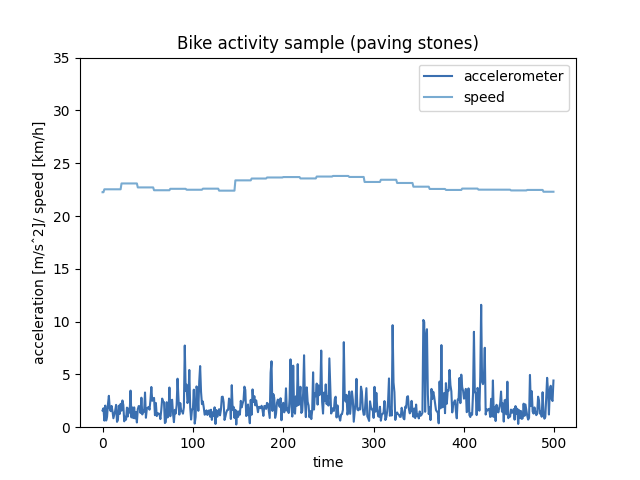 Bike activity sample (paving stones)
accelerometer
speed
acceleration [m/sˆ2]/ speed [km/h]
35
30
25
20
15
10
5
0
0 100 200 300 400 500
time